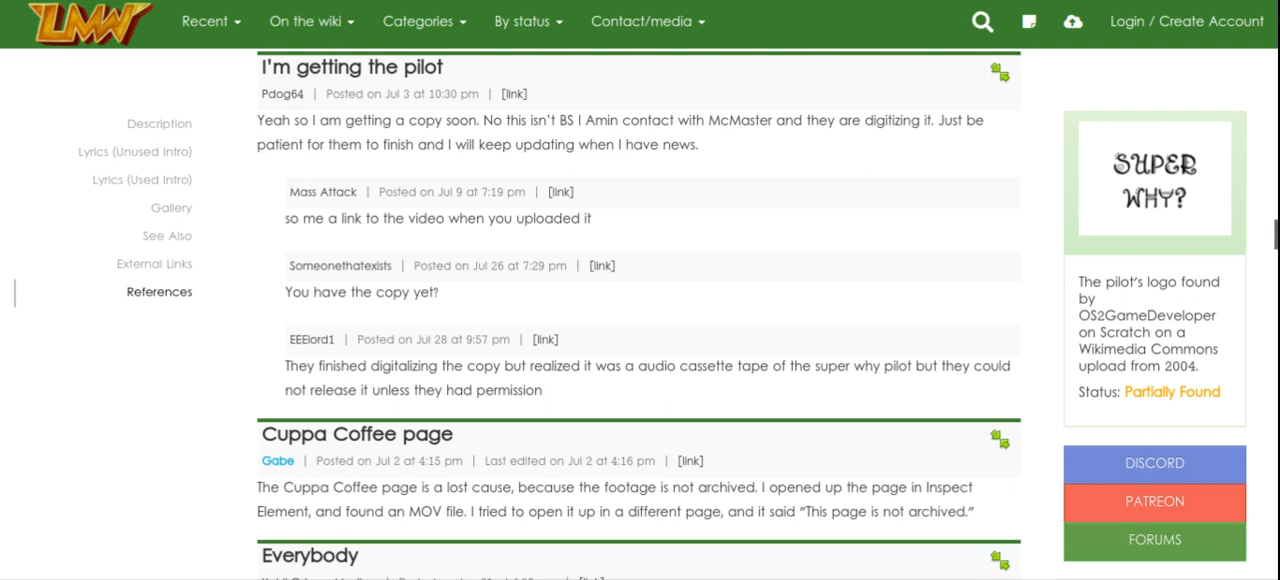 LMW Recent On the wiki Categories By status Contact/media Login / Create Account
Description
Lyrics (Unused Intro)
Lyrics (Used Intro)
Gallery
See Also
External Links
References
I'm getting the pilot
Pdog64 | Posted on Jul 3 at 10:30 pm | [link]
Yeah so I am getting a copy soon. No this isn't BS I Amin contact with McMaster and they are digitizing it. Just be
patient for them to finish and I will keep updating when I have news.
Mass Attack | Posted on Jul 9 at 7:19 pm | [link]
so me a link to the video when you uploaded it
Someonethatexists | Posted on Jul 26 at 7:29 pm | [link]
You have the copy yet?
EEElord1 | Posted on Jul 28 at 9:57 pm | [link]
They finished digitalizing the copy but realized it was a audio cassette tape of the super why pilot but they could
not release it unless they had permission
Cuppa Coffee page
Gabe | Posted on Jul 2 at 4:15 pm | Last edited on Jul 2 at 4:16 pm | [link]
The Cuppa Coffee page is a lost cause, because the footage is not archived. I opened up the page in Inspect
Element, and found an MOV file. I tried to open it up in a different page, and it said "This page is not archived."
Everybody
SUPER
WHY?
The pilot's logo found
by
OS2GameDeveloper
on Scratch on a
Wikimedia Commons
upload from 2004.
Status: Partially Found
DISCORD
PATREON
FORUMS